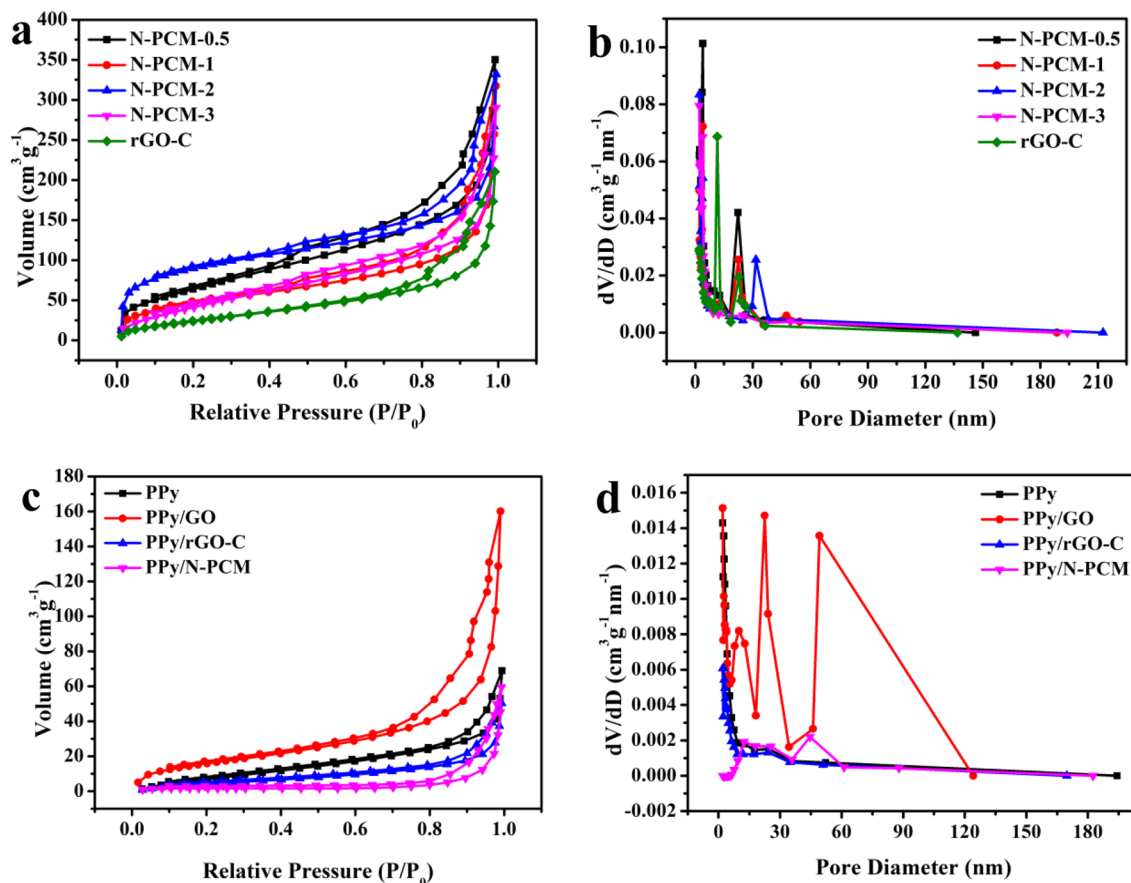 a
N-PCM-0.5
N-PCM-1
N-PCM-2
N-PCM-3
rGO-C
400
350
300
250
200
150
100
50
0
Volume (cm³g⁻¹)
0.0 0.2 0.4 0.6 0.8 1.0
Relative Pressure (P/P₀)
b
N-PCM-0.5
N-PCM-1
N-PCM-2
N-PCM-3
rGO-C
0.10
0.08
0.06
0.04
0.02
0.00
dV/dD (cm³g⁻¹nm⁻¹)
0 30 60 90 120 150 180 210
Pore Diameter (nm)
c
PPy
PPy/GO
PPy/rGO-C
PPy/N-PCM
180
160
140
120
100
80
60
40
20
0
Volume (cm³g⁻¹)
0.0 0.2 0.4 0.6 0.8 1.0
Relative Pressure (P/P₀)
d
PPy
PPy/GO
PPy/rGO-C
PPy/N-PCM
0.016
0.014
0.012
0.010
0.008
0.006
0.004
0.002
0.000
-0.002
dV/dD (cm³g⁻¹nm⁻¹)
0 30 60 90 120 150 180
Pore Diameter (nm)